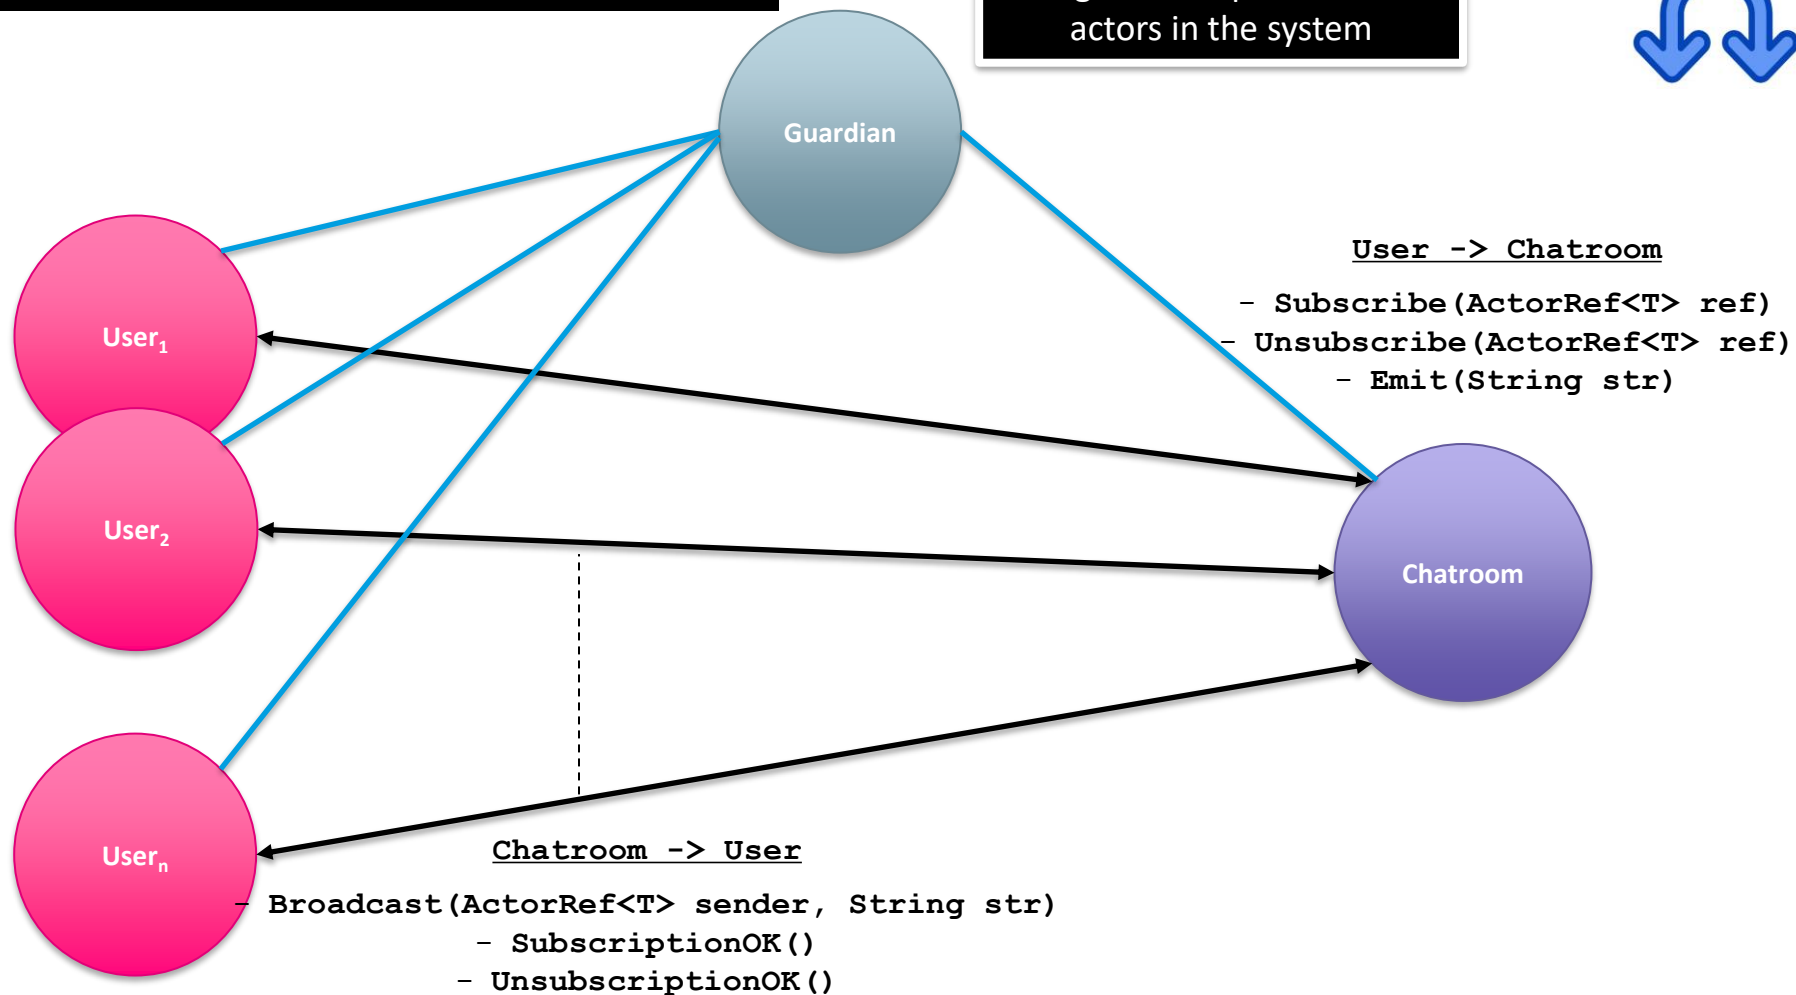 actors in the system
Guardian
User -> Chatroom
- Subscribe(ActorRef<T> ref)
- Unsubscribe(ActorRef<T> ref)
- Emit(String str)
User1
User2
Chatroom
Usern
Chatroom -> User
- Broadcast(ActorRef<T> sender, String str)
- SubscriptionOK()
- UnsubscriptionOK()